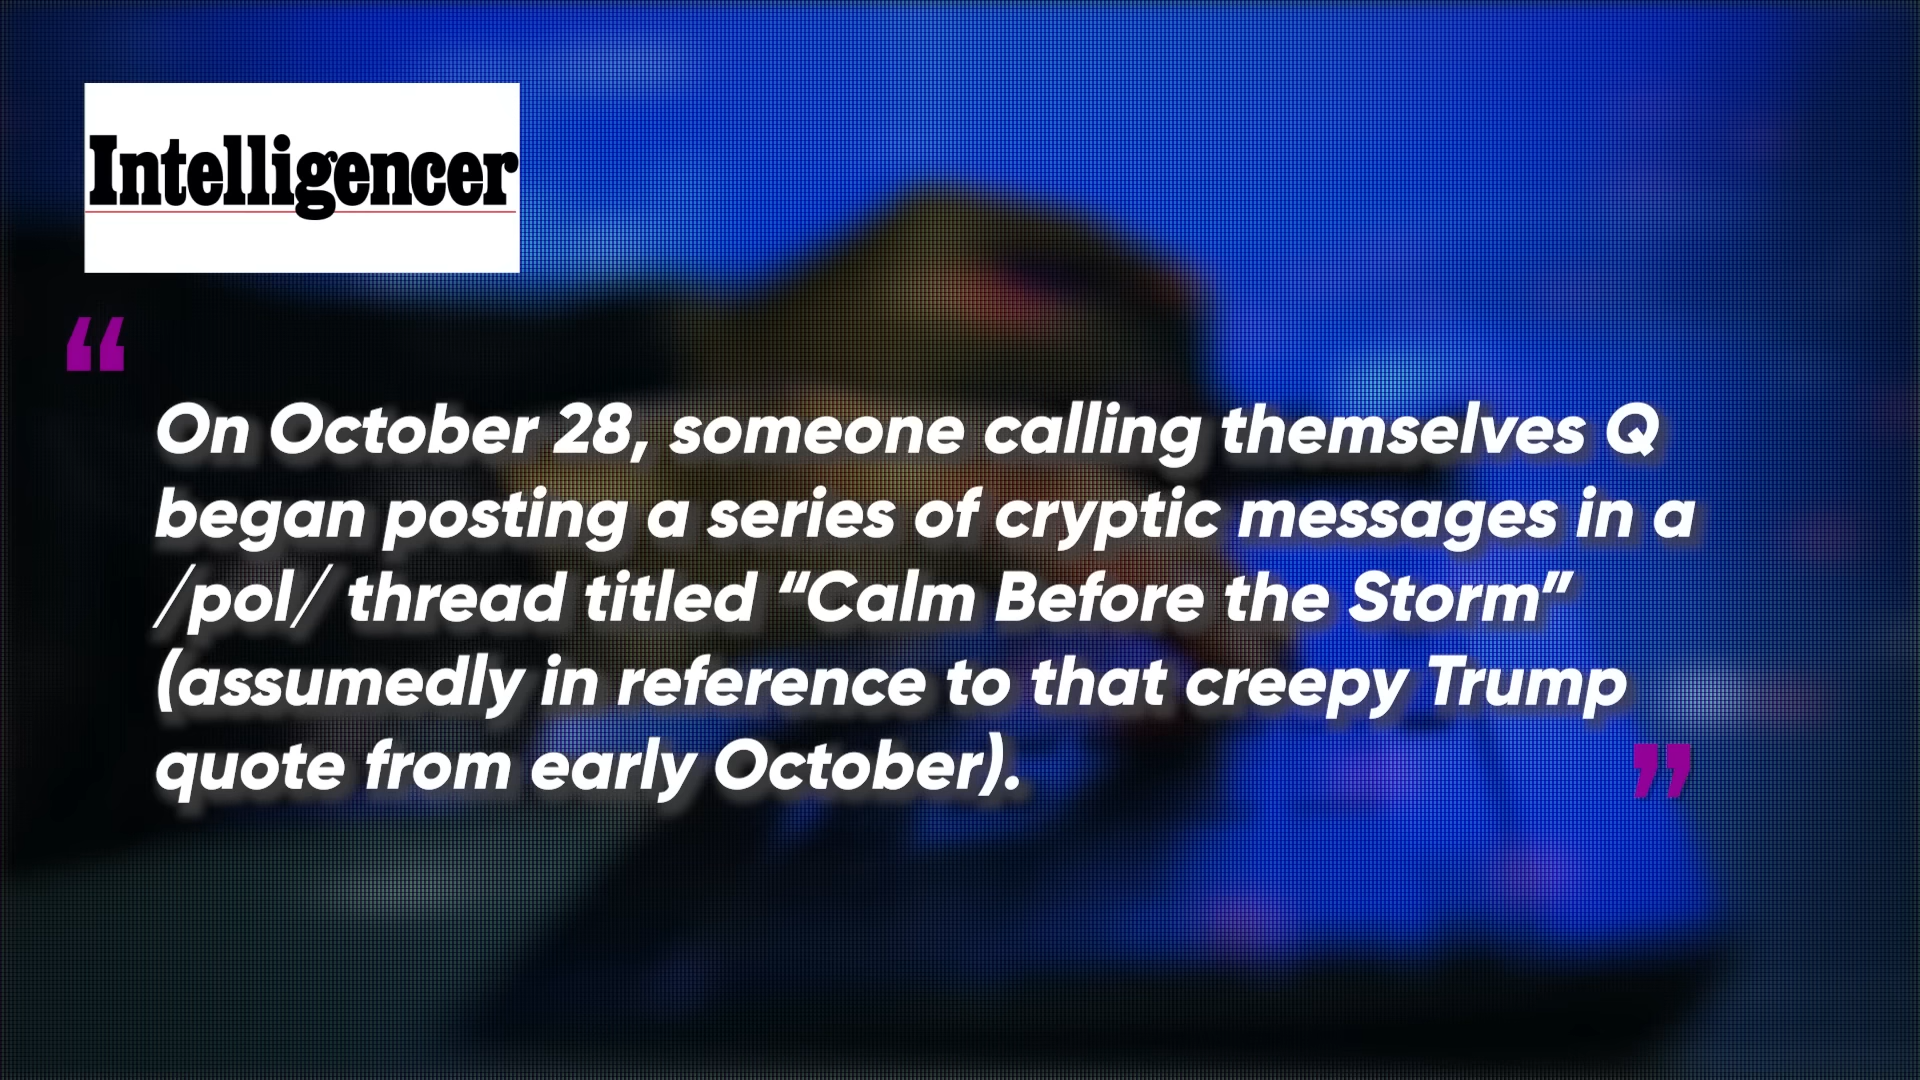 Intelligencer
“
On October 28, someone calling themselves Q
began posting a series of cryptic messages in a
/pol/ thread titled “Calm Before the Storm”
(assumedly in reference to that creepy Trump
quote from early October).
”